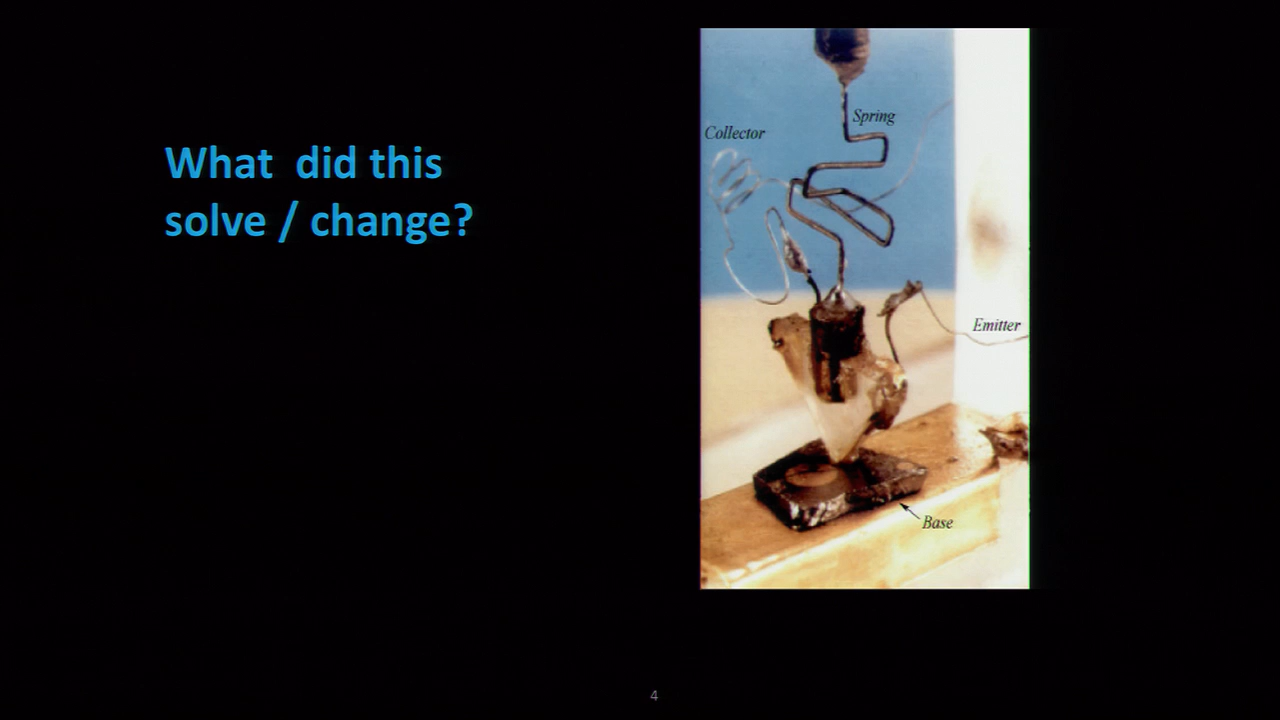 What did this
solve / change?
Collector
Spring
Emitter
Base
4